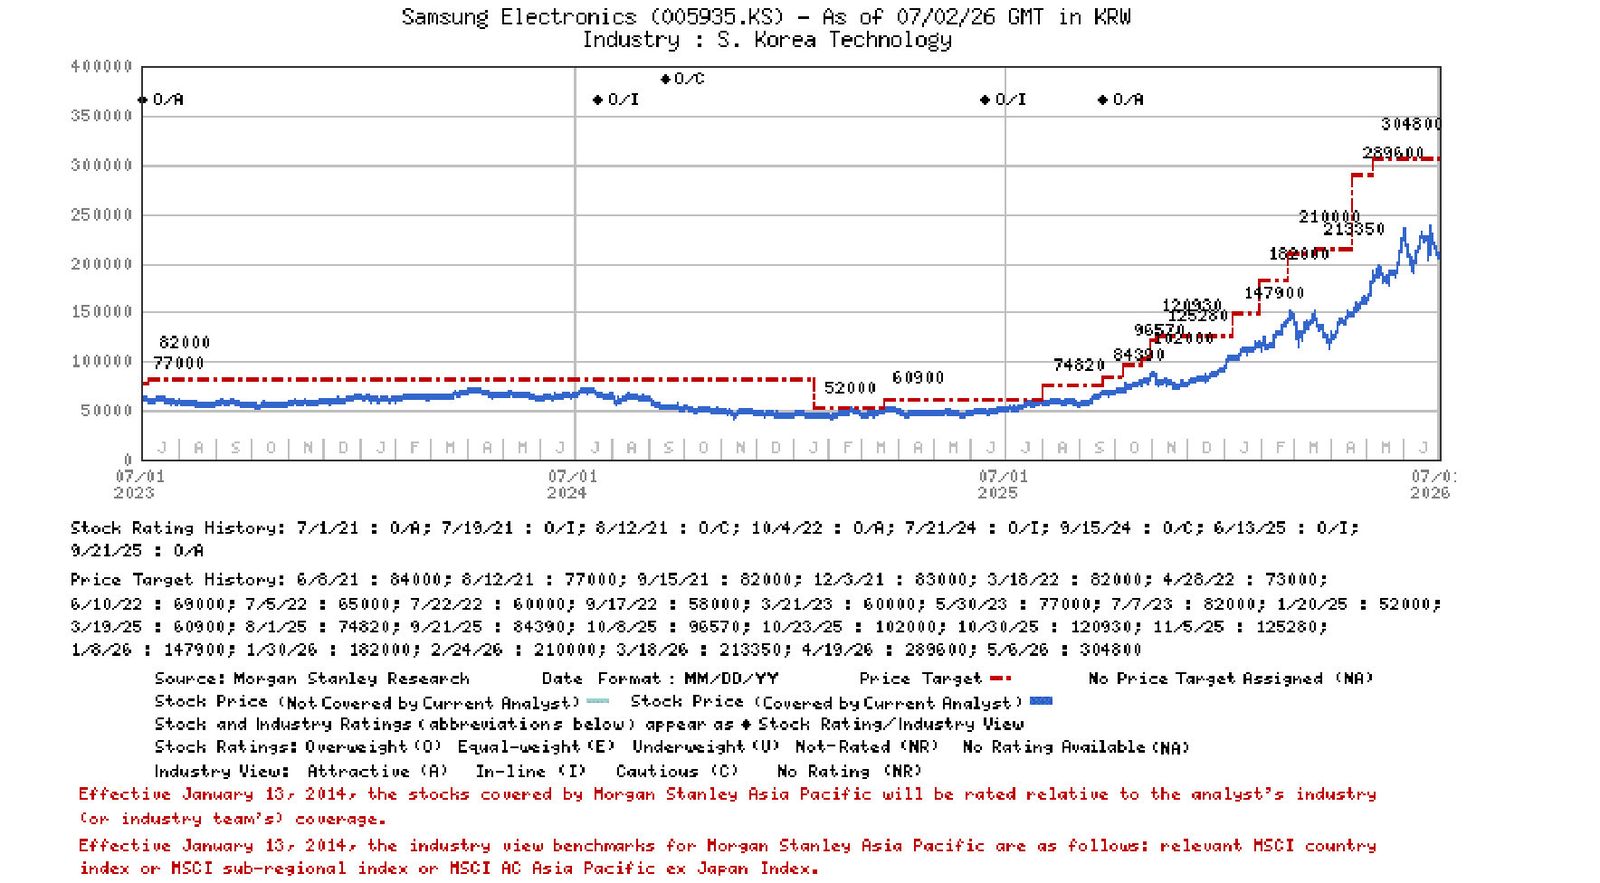 Samsung Electronics (005935.KS) - As of 07/02/26 GMT in KRW
Industry : S. Korea Technology
400000
350000
300000
250000
200000
150000
100000
50000
0
O/A
O/I
O/C
O/I
O/A
82000
77000
52000
60900
74820
84390
96570
102000
120930
125280
147900
182000
210000
213350
289600
304800
J A S O N D J F M A M J J A S O N D J F M A M J J A S O N D J F M A M J
07/01 2023
07/01 2024
07/01 2025
07/01 2026
Stock Rating History: 7/1/21 : O/A; 7/19/21 : O/I; 8/12/21 : O/C; 10/4/22 : O/A; 7/21/24 : O/I; 9/15/24 : O/C; 6/13/25 : O/I;
9/21/25 : O/A
Price Target History: 6/8/21 : 84000; 8/12/21 : 77000; 9/15/21 : 82000; 12/3/21 : 83000; 3/18/22 : 82000; 4/28/22 : 73000;
6/10/22 : 69000; 7/5/22 : 65000; 7/22/22 : 60000; 9/17/22 : 58000; 3/21/23 : 60000; 5/30/23 : 77000; 7/7/23 : 82000; 1/20/25 : 52000;
3/19/25 : 60900; 8/1/25 : 74820; 9/21/25 : 84390; 10/8/25 : 96570; 10/23/25 : 102000; 10/30/25 : 120930; 11/5/25 : 125280;
1/8/26 : 147900; 1/30/26 : 182000; 2/24/26 : 210000; 3/18/26 : 213350; 4/19/26 : 289600; 5/6/26 : 304800
Source: Morgan Stanley Research Date Format : MM/DD/YY Price Target No Price Target Assigned (NA)
Stock Price (Not Covered by Current Analyst) Stock Price (Covered by Current Analyst)
Stock and Industry Ratings (abbreviations below) appear as ♦ Stock Rating/Industry View
Stock Ratings: Overweight (O) Equal-weight (E) Underweight (U) Not-Rated (NR) No Rating Available (NA)
Industry View: Attractive (A) In-line (I) Cautious (C) No Rating (NR)
Effective January 13, 2014, the stocks covered by Morgan Stanley Asia Pacific will be rated relative to the analyst's industry
(or industry team's) coverage.
Effective January 13, 2014, the industry view benchmarks for Morgan Stanley Asia Pacific are as follows: relevant MSCI country
index or MSCI sub-regional index or MSCI AC Asia Pacific ex Japan Index.